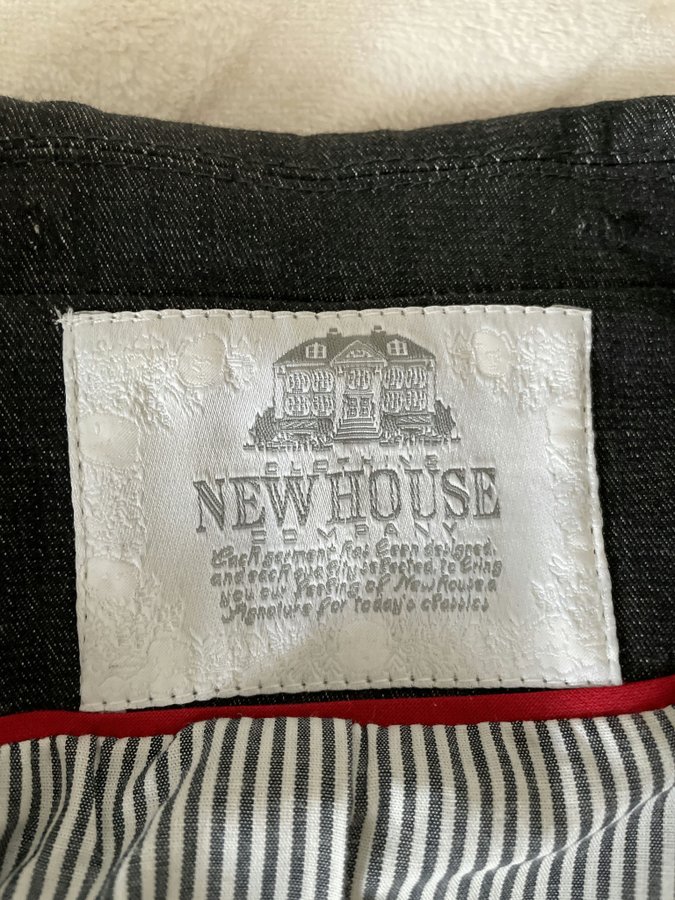 CLOTHING
NEW HOUSE
COMPANY
Each garment has been designed,
and each quality selected, to bring
you our feeling of New House a
Signature for today's classics